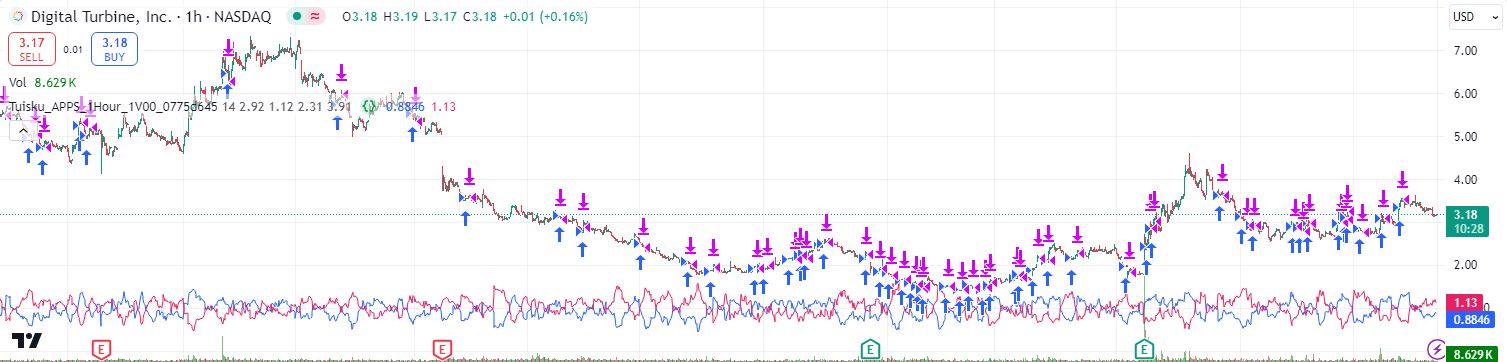 Digital Turbine, Inc. · 1h · NASDAQ O3.18 H3.19 L3.17 C3.18 +0.01 (+0.16%) USD
3.17 SELL 0.01 3.18 BUY
7.00
Vol 8.629 K
6.00
Tuisku_APPS_1Hour_1V00_0775d645 14 2.92 1.12 2.31 3.91 0.8846 1.13
5.00
4.00
3.18
10:28
2.00
1.13
0.8846
E E E E
8.629 K